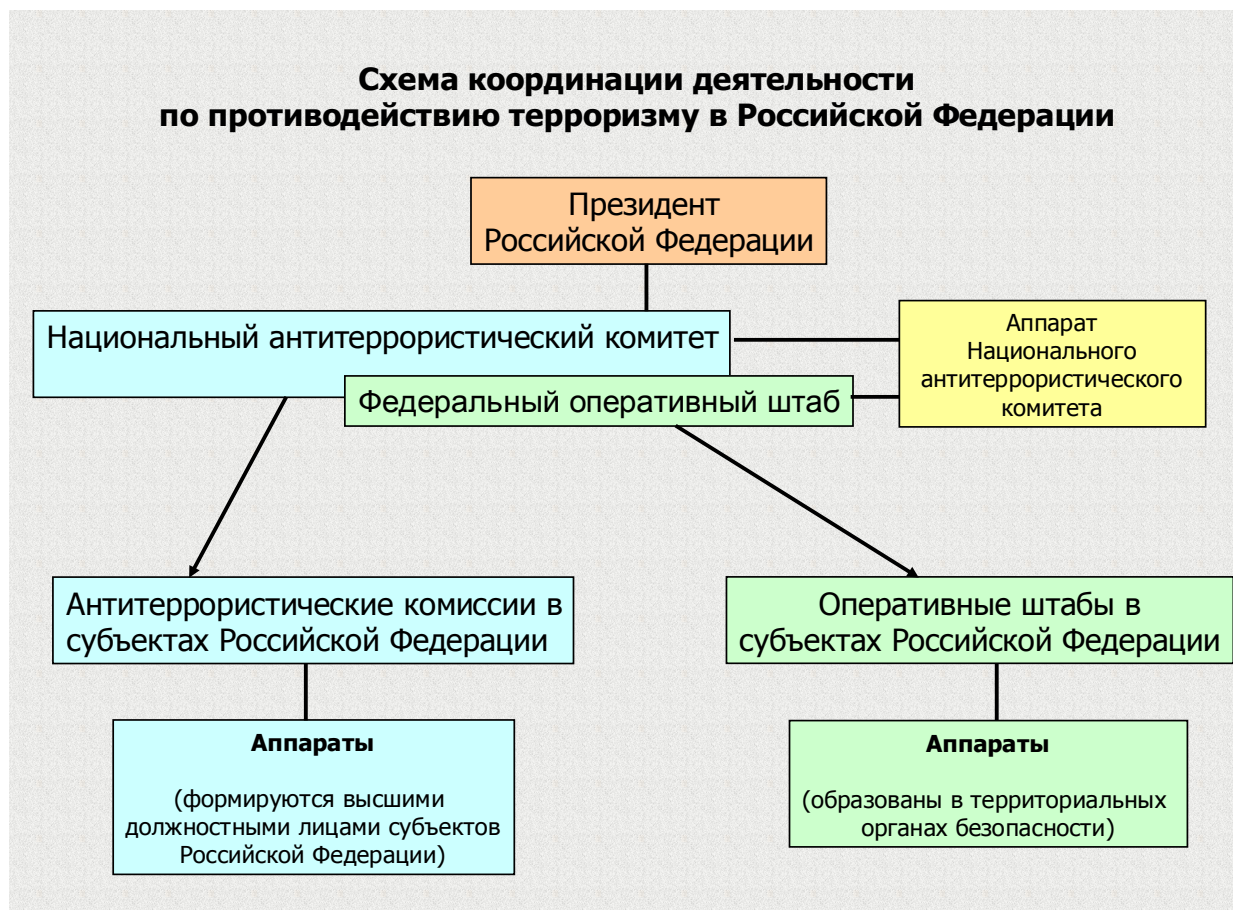 Схема координации деятельности
по противодействию терроризму в Российской Федерации
Президент
Российской Федерации
Национальный антитеррористический комитет
Аппарат
Национального
антитеррористического
комитета
Федеральный оперативный штаб
Антитеррористические комиссии в
субъектах Российской Федерации
Оперативные штабы в
субъектах Российской Федерации
Аппараты
(формируются высшими
должностными лицами субъектов
Российской Федерации)
Аппараты
(образованы в территориальных
органах безопасности)